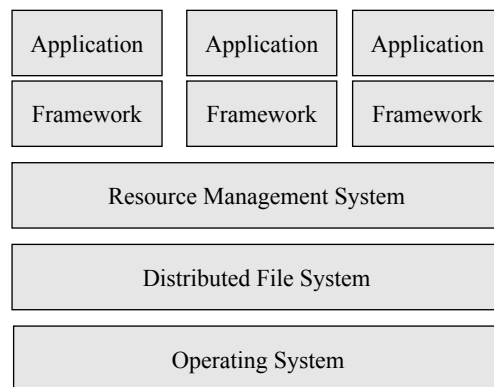 Application Application Application
Framework Framework Framework
Resource Management System
Distributed File System
Operating System